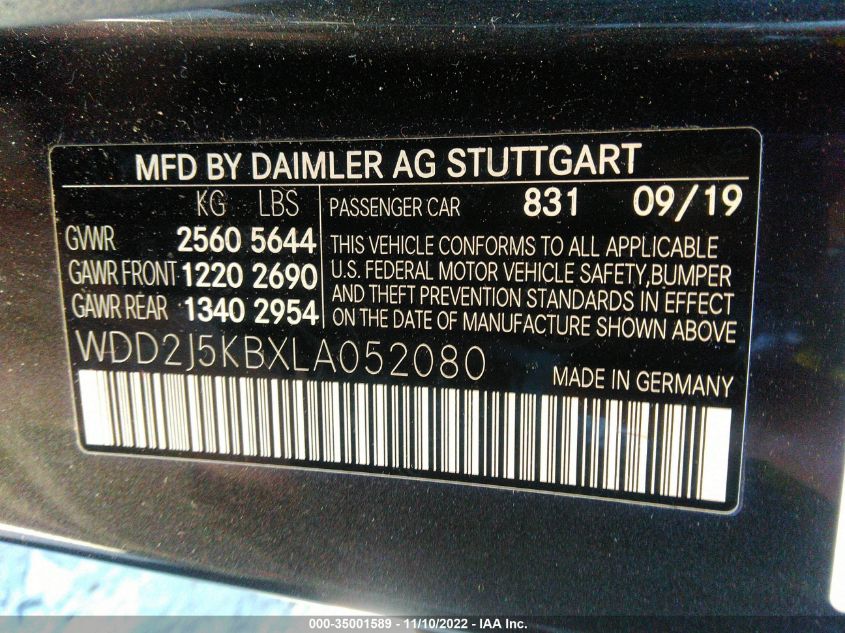 MFD BY DAIMLER AG STUTTGART
KG LBS
GVWR 2560 5644
GAWR FRONT 1220 2690
GAWR REAR 1340 2954
PASSENGER CAR 831 09/19
THIS VEHICLE CONFORMS TO ALL APPLICABLE
U.S. FEDERAL MOTOR VEHICLE SAFETY,BUMPER
AND THEFT PREVENTION STANDARDS IN EFFECT
ON THE DATE OF MANUFACTURE SHOWN ABOVE
WDD2J5KBXLA052080
MADE IN GERMANY
000-35001589 - 11/10/2022 - IAA Inc.